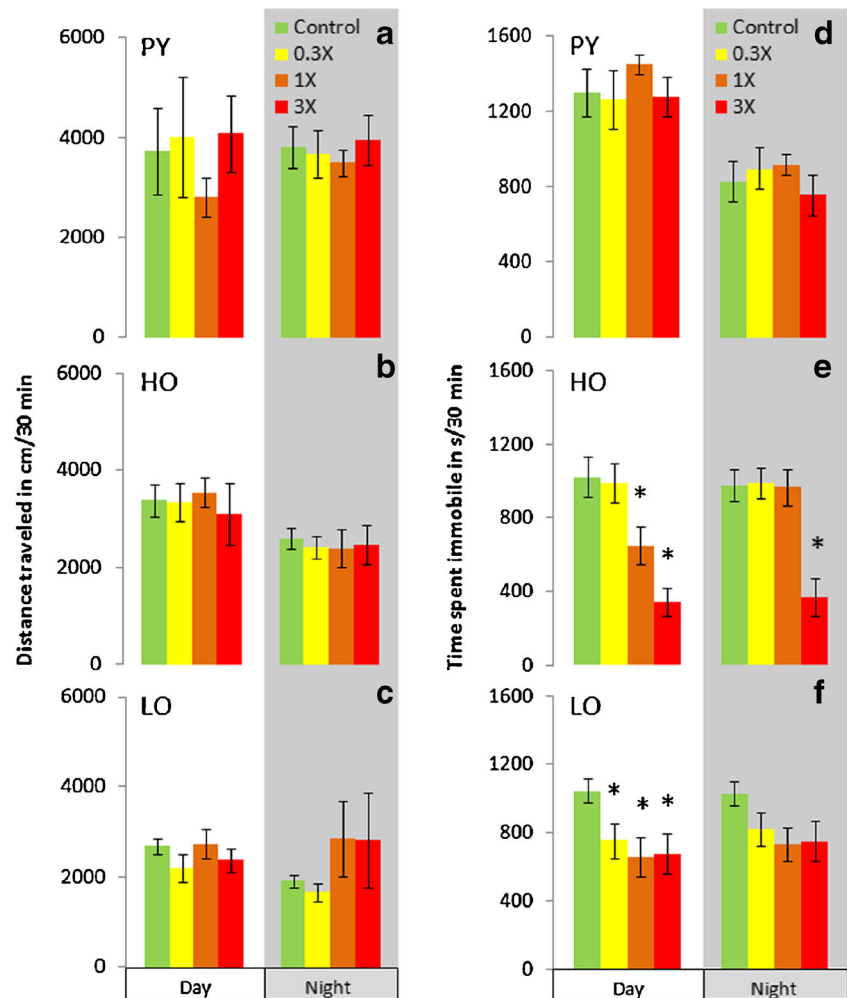 Distance traveled in cm/30 min
PY
a
Control
0.3X
1X
3X
6000
4000
2000
0
HO
b
6000
4000
2000
0
LO
c
6000
4000
2000
0
Day
Night
Time spent immobile in s/30 min
PY
d
Control
0.3X
1X
3X
1600
1200
800
400
0
HO
e
1600
1200
800
400
0
*
*
*
LO
f
1600
1200
800
400
0
*
*
*
Day
Night